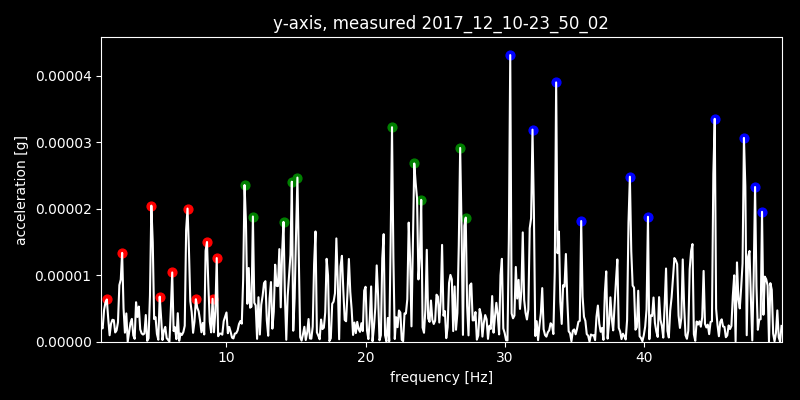 y-axis, measured 2017_12_10-23_50_02
acceleration [g]
0.00004
0.00003
0.00002
0.00001
0.00000
10 20 30 40
frequency [Hz]